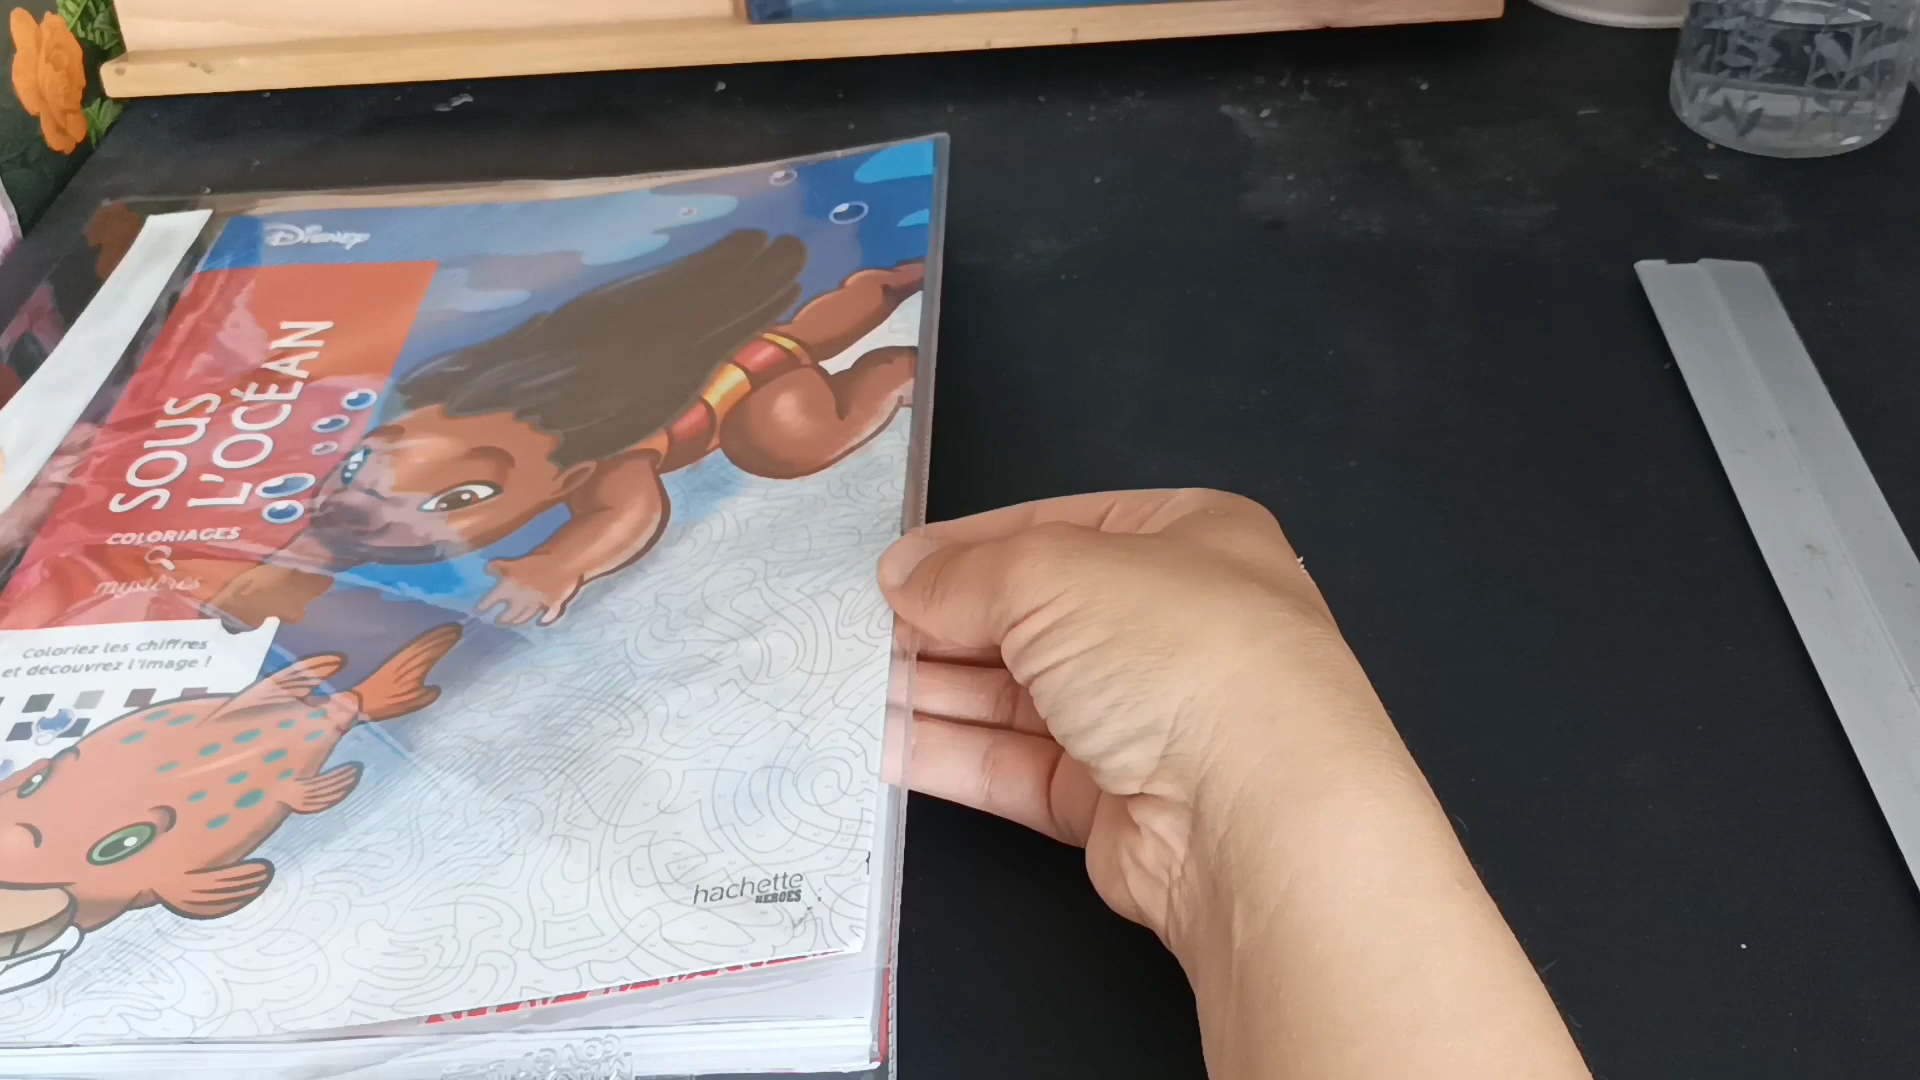 Disney
SOUS
L'OCÉAN
COLORIAGES
mystères
Coloriez les chiffres
et découvrez l'image !
hachette
HEROES